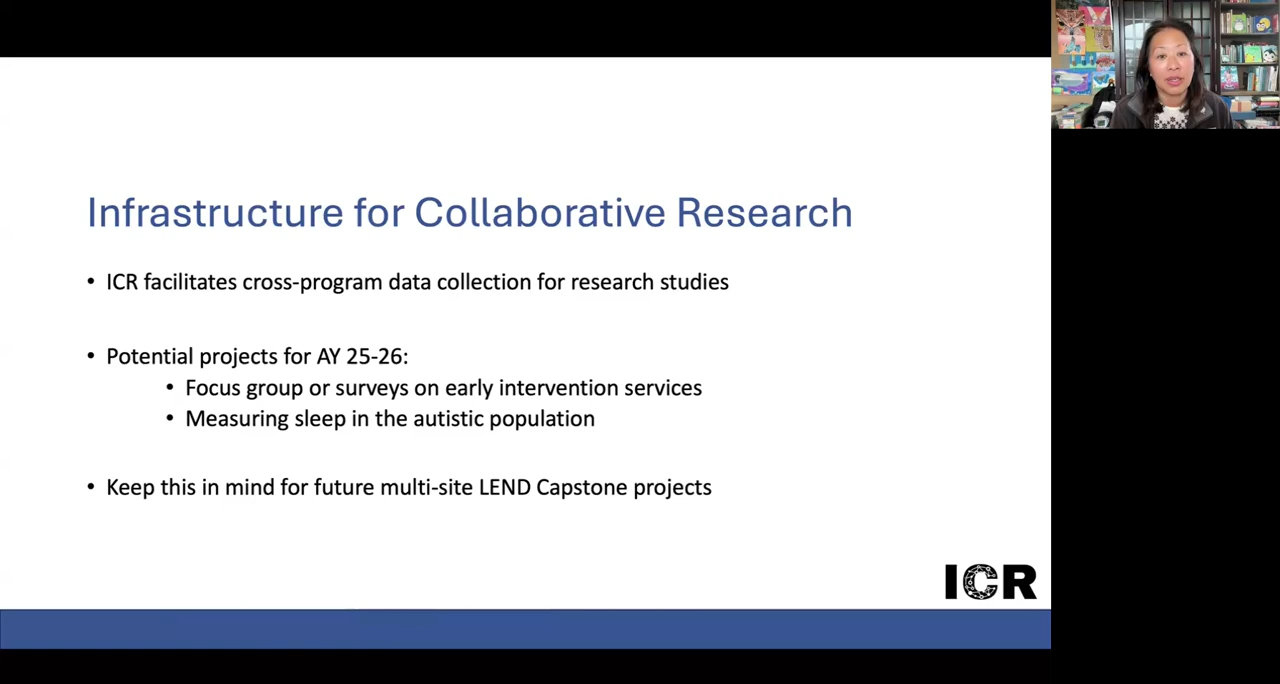 Infrastructure for Collaborative Research
• ICR facilitates cross-program data collection for research studies
• Potential projects for AY 25-26:
• Focus group or surveys on early intervention services
• Measuring sleep in the autistic population
• Keep this in mind for future multi-site LEND Capstone projects
ICR